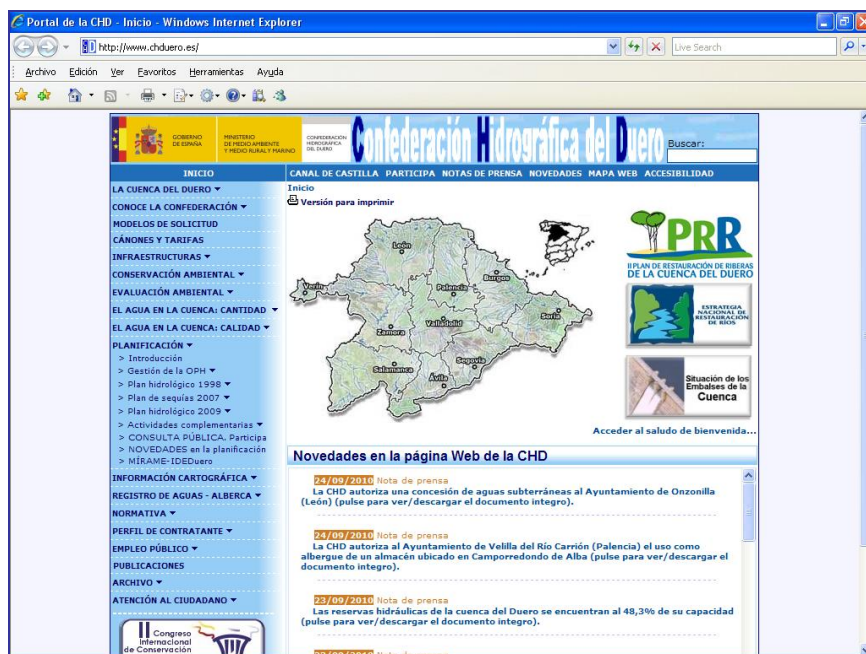 Portal de la CHD - Inicio - Windows Internet Explorer
http://www.chduero.es/
Live Search
Archivo Edición Ver Favoritos Herramientas Ayuda
GOBIERNO DE ESPAÑA
MINISTERIO DE MEDIO AMBIENTE Y MEDIO RURAL Y MARINO
CONFEDERACIÓN HIDROGRÁFICA DEL DUERO
Confederación Hidrográfica del Duero
Buscar:
INICIO
CANAL DE CASTILLA PARTICIPA NOTAS DE PRENSA NOVEDADES MAPA WEB ACCESIBILIDAD
LA CUENCA DEL DUERO
CONOCE LA CONFEDERACIÓN
MODELOS DE SOLICITUD
CÁNONES Y TARIFAS
INFRAESTRUCTURAS
CONSERVACIÓN AMBIENTAL
EVALUACIÓN AMBIENTAL
EL AGUA EN LA CUENCA: CANTIDAD
EL AGUA EN LA CUENCA: CALIDAD
PLANIFICACIÓN
> Introducción
> Gestión de la OPH
> Plan hidrológico 1998
> Plan de sequías 2007
> Plan hidrológico 2009
> Actividades complementarias
> CONSULTA PÚBLICA. Participa
> NOVEDADES en la planificación
> MÍRAME-IDEDuero
INFORMACIÓN CARTOGRÁFICA
REGISTRO DE AGUAS - ALBERCA
NORMATIVA
PERFIL DE CONTRATANTE
EMPLEO PÚBLICO
PUBLICACIONES
ARCHIVO
ATENCIÓN AL CIUDADANO
II Congreso
Internacional
de Conservación
Inicio
Versión para imprimir
León
Burgos
Verín
Palencia
Soria
Valladolid
Zamora
Segovia
Salamanca
Ávila
PRR
II PLAN DE RESTAURACIÓN DE RIBERAS
DE LA CUENCA DEL DUERO
ESTRATEGIA
NACIONAL DE
RESTAURACIÓN
DE RÍOS
Situación de los
Embalses de la
Cuenca
Acceder al saludo de bienvenida...
Novedades en la página Web de la CHD
24/09/2010 Nota de prensa
La CHD autoriza una concesión de aguas subterráneas al Ayuntamiento de Onzonilla
(León) (pulse para ver/descargar el documento integro).
24/09/2010 Nota de prensa
La CHD autoriza al Ayuntamiento de Velilla del Río Carrión (Palencia) el uso como
albergue de un almacén ubicado en Camporredondo de Alba (pulse para ver/descargar el
documento integro).
23/09/2010 Nota de prensa
Las reservas hidráulicas de la cuenca del Duero se encuentran al 48,3% de su capacidad
(pulse para ver/descargar el documento integro).